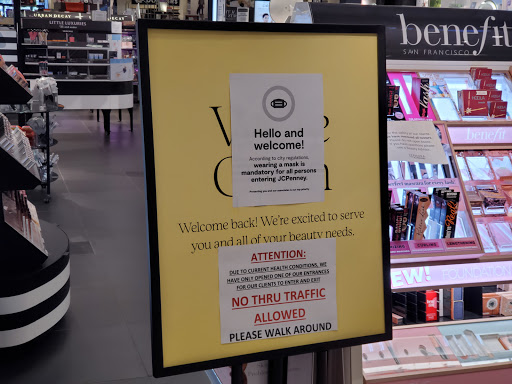 URBAN DECAY
LITTLE LUXURIES
benefit
SAN FRANCISCO
W
Hello and
welcome!
According to city regulations,
wearing a mask is
mandatory for all persons
entering JCPenney.
Welcome back! We're excited to serve
you and all of your beauty needs.
ATTENTION:
DUE TO CURRENT HEALTH CONDITIONS, WE
HAVE ONLY OPENED ONE OF OUR ENTRANCES
FOR OUR CLIENTS TO ENTER AND EXIT
NO THRU TRAFFIC
ALLOWED
PLEASE WALK AROUND
benefit
NEW!
benefit